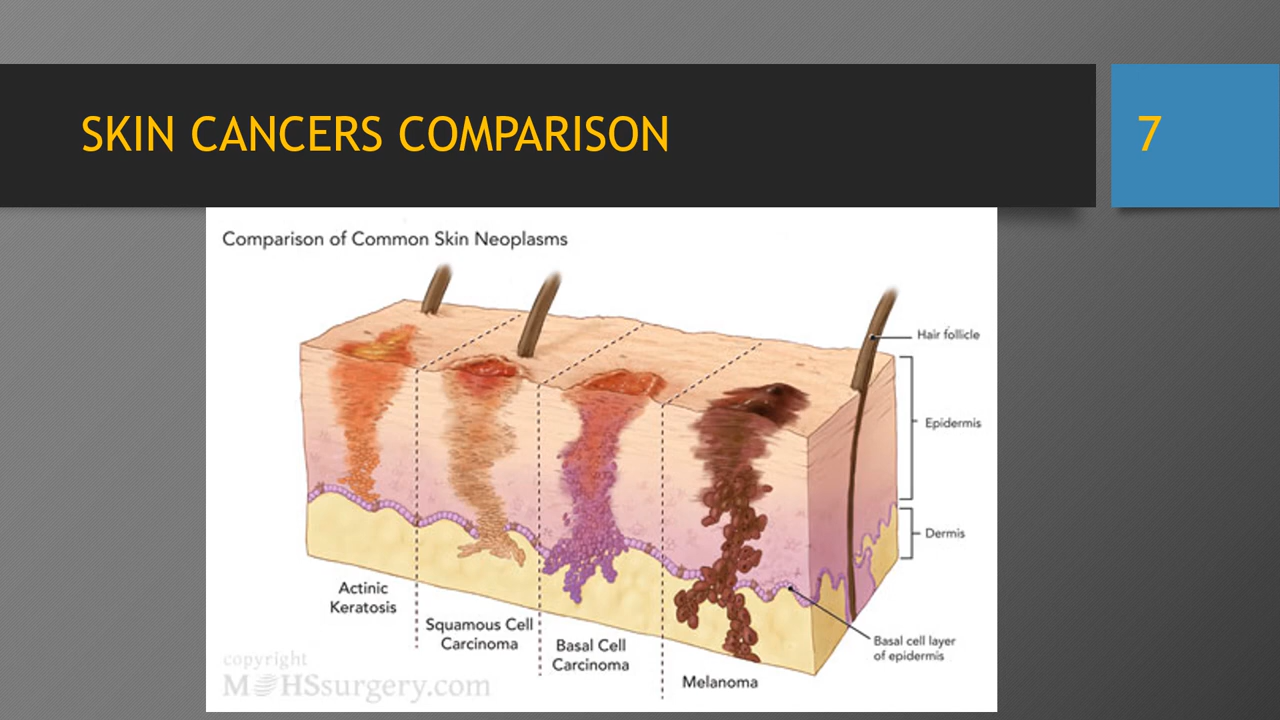 SKIN CANCERS COMPARISON
7
Comparison of Common Skin Neoplasms
Hair follicle
Epidermis
Dermis
Actinic
Keratosis
Squamous Cell
Carcinoma
Basal Cell
Carcinoma
Melanoma
Basal cell layer
of epidermis
copyright
MOHSsurgery.com